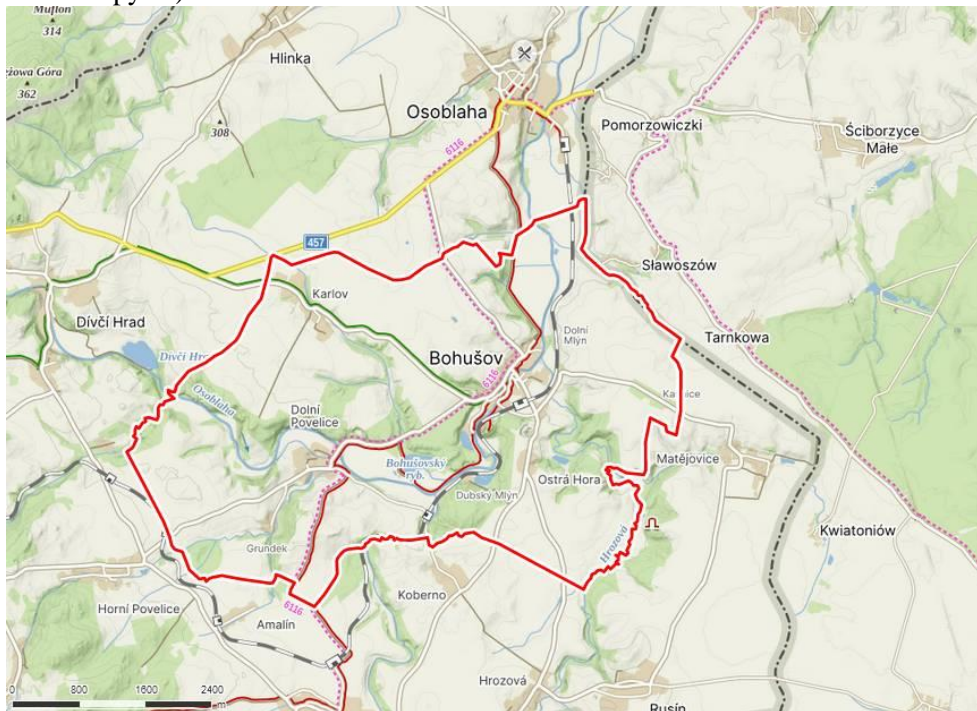 Muflon
314
Hlinka
362
308
Osoblaha
6116
Pomorzowiczki
Ściborzyce
Małe
457
Karlov
Sławoszów
Dívčí Hrad
Tarnkowa
Dolní
Mlýn
Bohušov
6116
Osoblaha
Dolní
Povelice
Bohušovský
ryb.
Dubský Mlýn
Ostrá Hora
Matějovice
Hrozová
Kwiatoniów
Grundek
Horní Povelice
Koberno
6116
Amalín
Hrozová
Rusín
0 800 1600 2400
m